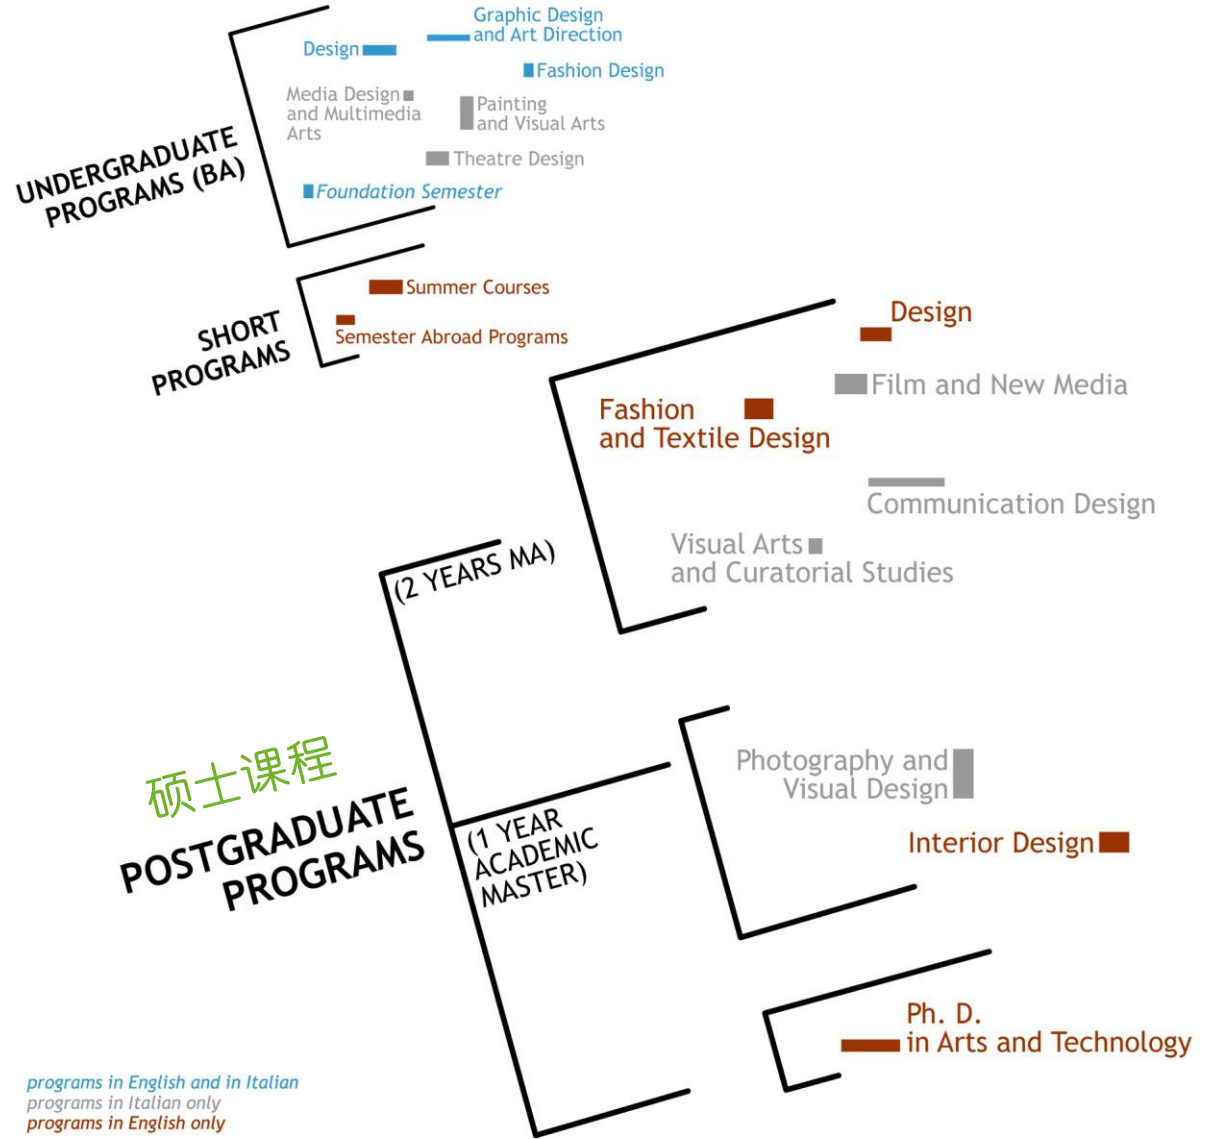 Graphic Design
and Art Direction
Design
Fashion Design
Media Design
and Multimedia
Arts
Painting
and Visual Arts
Theatre Design
Foundation Semester
UNDERGRADUATE
PROGRAMS (BA)
Summer Courses
Semester Abroad Programs
SHORT
PROGRAMS
Design
Film and New Media
Fashion
and Textile Design
Communication Design
Visual Arts
and Curatorial Studies
(2 YEARS MA)
硕士课程
POSTGRADUATE
PROGRAMS
(1 YEAR
ACADEMIC
MASTER)
Photography and
Visual Design
Interior Design
Ph. D.
in Arts and Technology
programs in English and in Italian
programs in Italian only
programs in English only